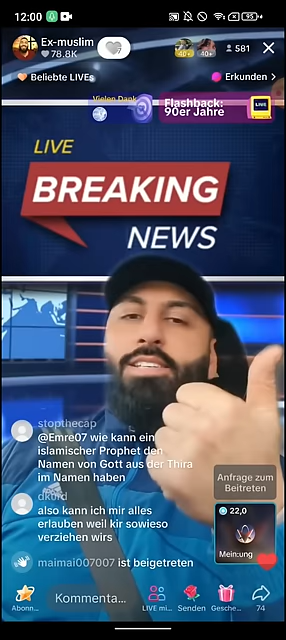 12:00
95
Ex-muslim
78.8K
581
Beliebte LIVEs
Erkunden
Vielen Dank
Flashback:
90er Jahre
LIVE
LIVE
BREAKING
NEWS
stopthecap
@Emre07 wie kann ein
islamischer Prophet den
Namen von Gott aus der Thira
im Namen haben
dkord
also kann ich mir alles
erlauben weil kir sowieso
verziehen wirs
maimai007007 ist beigetreten
Anfrage zum
Beitreten
22,0
Mein:ung
Abonn...
Kommenta...
LIVE mi...
Senden
Gesche...
74